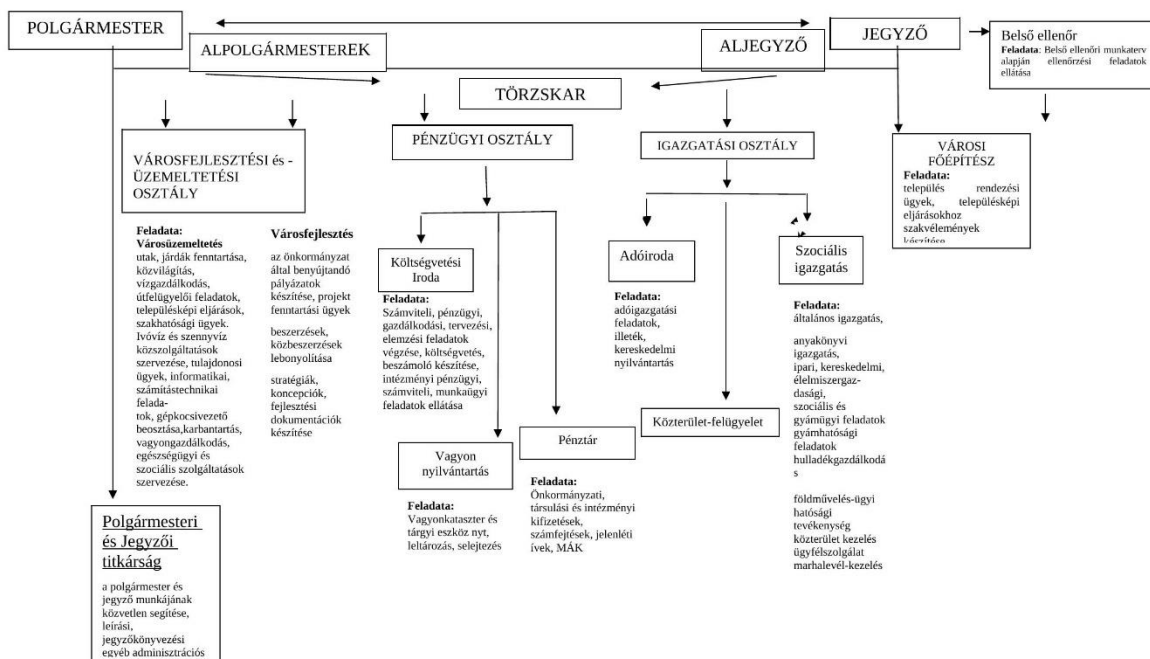 POLGÁRMESTER
ALPOLGÁRMESTEREK
ALJEGYZŐ
JEGYZŐ
Belső ellenőr
Feladata: Belső ellenőri munkaterv
alapján ellenőrzési feladatok
ellátása
TÖRZSKAR
VÁROSFEJLESZTÉSI és -
ÜZEMELTETÉSI
OSZTÁLY
PÉNZÜGYI OSZTÁLY
IGAZGATÁSI OSZTÁLY
VÁROSI
FŐÉPÍTÉSZ
Feladata:
település rendezési
ügyek, településképi
eljárásokhoz
szakvélemények
készítése
Feladata:
Városüzemeltetés
utak, járdák fenntartása,
közvilágítás,
vízgazdálkodás,
útfelügyelői feladatok,
településképi eljárások,
szakhatósági ügyek.
Ivóvíz és szennyvíz
közszolgáltatások
szervezése, tulajdonosi
ügyek, informatikai,
számítástechnikai
felada-
tok, gépkocsivezető
beosztása,karbantartás,
vagyongazdálkodás,
egészségügyi és
szociális szolgáltatások
szervezése.
Városfejlesztés
az önkormányzat
által benyújtandó
pályázatok
készítése, projekt
fenntartási ügyek
beszerzések,
közbeszerzések
lebonyolítása
stratégiák,
koncepciók,
fejlesztési
dokumentációk
készítése
Költségvetési
Iroda
Feladata:
Számviteli, pénzügyi,
gazdálkodási, tervezési,
elemzési feladatok
végzése, költségvetés,
beszámoló készítése,
intézményi pénzügyi,
számviteli, munkaügyi
feladatok ellátása
Vagyon
nyilvántartás
Feladata:
Vagyonkataszter és
tárgyi eszköz nyt,
leltározás, selejtezés
Pénztár
Feladata:
Önkormányzati,
társulási és intézményi
kifizetések,
számfejtések, jelenléti
ívek, MÁK
Adóiroda
Feladata:
adóigazgatási
feladatok,
illeték,
kereskedelmi
nyilvántartás
Közterület-felügyelet
Szociális
igazgatás
Feladata:
általános igazgatás,
anyakönyvi
igazgatás,
ipari, kereskedelmi,
élelmiszergaz-
dasági,
szociális és
gyámügyi feladatok
gyámhatósági
feladatok
hulladékgazdálkodá
s
földművelés-ügyi
hatósági
tevékenység
közterület kezelés
ügyfélszolgálat
marhalevél-kezelés
Polgármesteri
és Jegyzői
titkárság
a polgármester és
jegyző munkájának
közvetlen segítése,
leírási,
jegyzőkönyvezési
egyéb adminisztrációs